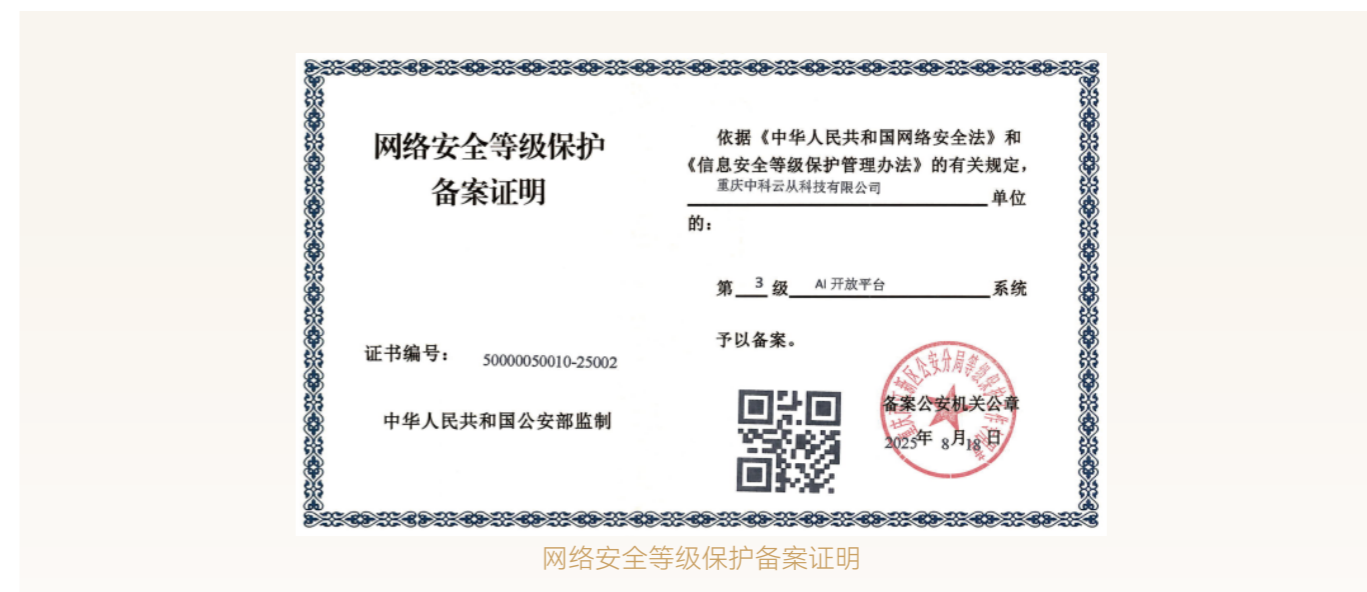 网络安全等级保护
备案证明
证书编号: 50000050010-25002
中华人民共和国公安部监制
依据《中华人民共和国网络安全法》和
《信息安全等级保护管理办法》的有关规定,
重庆中科云从科技有限公司 单位
的:
第 3 级 AI 开放平台 系统
予以备案。
备案公安机关公章
2025年 8月18日
网络安全等级保护备案证明